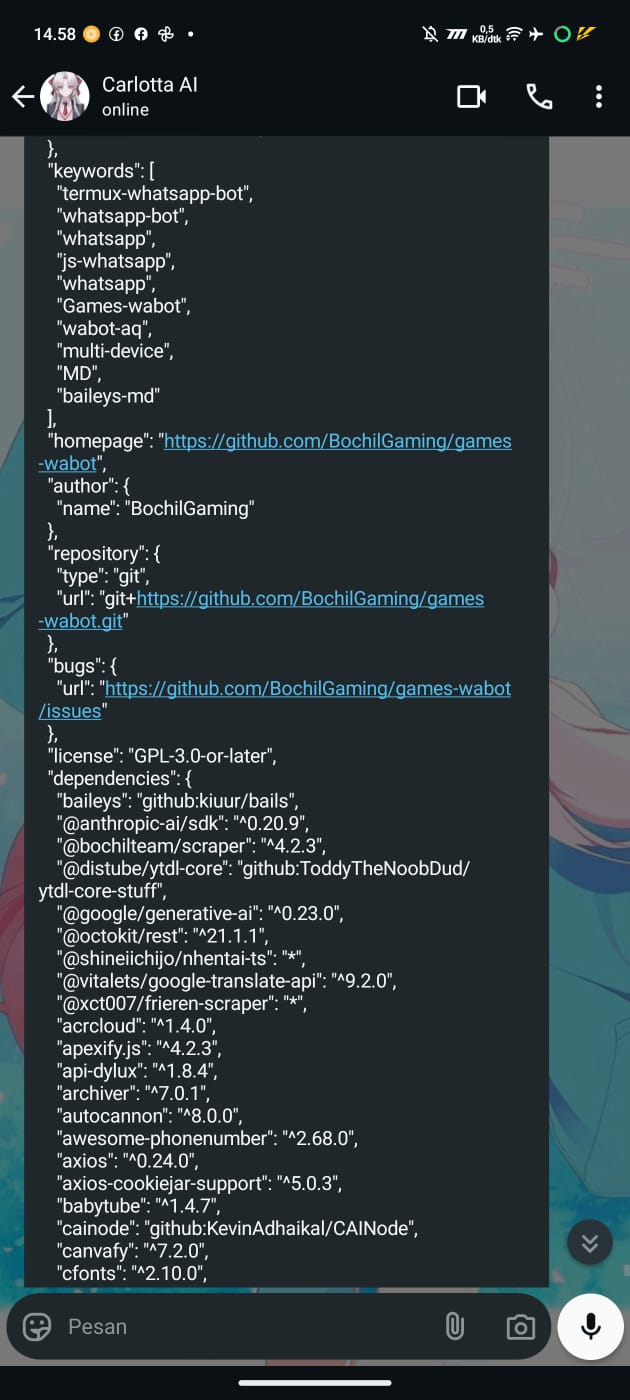 14.58
0,5
KB/dtk
Carlotta AI
online
},
"keywords": [
"termux-whatsapp-bot",
"whatsapp-bot",
"whatsapp",
"js-whatsapp",
"whatsapp",
"Games-wabot",
"wabot-aq",
"multi-device",
"MD",
"baileys-md"
],
"homepage": "https://github.com/BochilGaming/games
-wabot",
"author": {
"name": "BochilGaming"
},
"repository": {
"type": "git",
"url": "git+https://github.com/BochilGaming/games
-wabot.git"
},
"bugs": {
"url": "https://github.com/BochilGaming/games-wabot
/issues"
},
"license": "GPL-3.0-or-later",
"dependencies": {
"baileys": "github:kiuur/bails",
"@anthropic-ai/sdk": "^0.20.9",
"@bochilteam/scraper": "^4.2.3",
"@distube/ytdl-core": "github:ToddyTheNoobDud/
ytdl-core-stuff",
"@google/generative-ai": "^0.23.0",
"@octokit/rest": "^21.1.1",
"@shineiichijo/nhentai-ts": "*",
"@vitalets/google-translate-api": "^9.2.0",
"@xct007/frieren-scraper": "*",
"acrcloud": "^1.4.0",
"apexify.js": "^4.2.3",
"api-dylux": "^1.8.4",
"archiver": "^7.0.1",
"autocannon": "^8.0.0",
"awesome-phonenumber": "^2.68.0",
"axios": "^0.24.0",
"axios-cookiejar-support": "^5.0.3",
"babytube": "^1.4.7",
"cainode": "github:KevinAdhaikal/CAINode",
"canvafy": "^7.2.0",
"cfonts": "^2.10.0",
Pesan